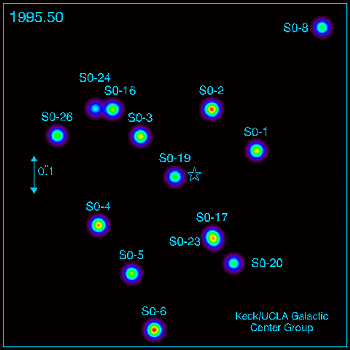 1995.50
S0-8
S0-24
S0-16
S0-2
S0-26
S0-3
S0-1
S0-19
0."1
S0-4
S0-17
S0-23
S0-5
S0-20
S0-6
Keck/UCLA Galactic
Center Group